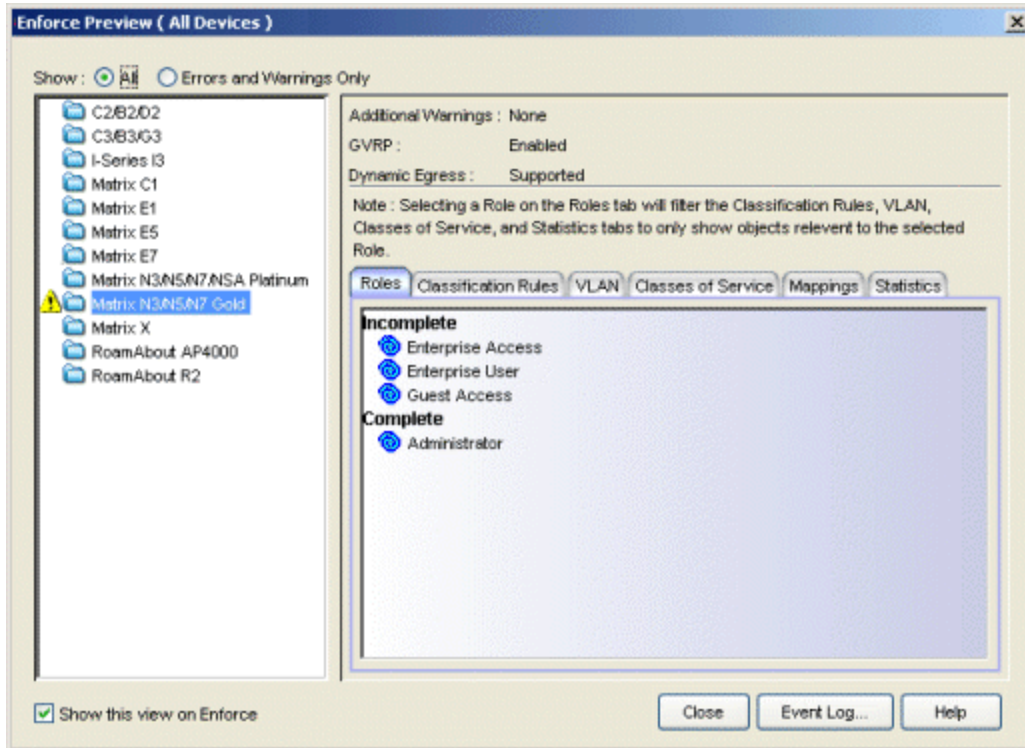 Enforce Preview ( All Devices )
Show : All Errors and Warnings Only
C2/B2/D2
C3/B3/G3
I-Series I3
Matrix C1
Matrix E1
Matrix E5
Matrix E7
Matrix N3/N5/N7/NSA Platinum
Matrix N3/N5/N7 Gold
Matrix X
RoamAbout AP4000
RoamAbout R2
Additional Warnings : None
GVRP : Enabled
Dynamic Egress : Supported
Note : Selecting a Role on the Roles tab will filter the Classification Rules, VLAN,
Classes of Service, and Statistics tabs to only show objects relevent to the selected
Role.
Roles Classification Rules VLAN Classes of Service Mappings Statistics
Incomplete
Enterprise Access
Enterprise User
Guest Access
Complete
Administrator
Show this view on Enforce
Close Event Log... Help